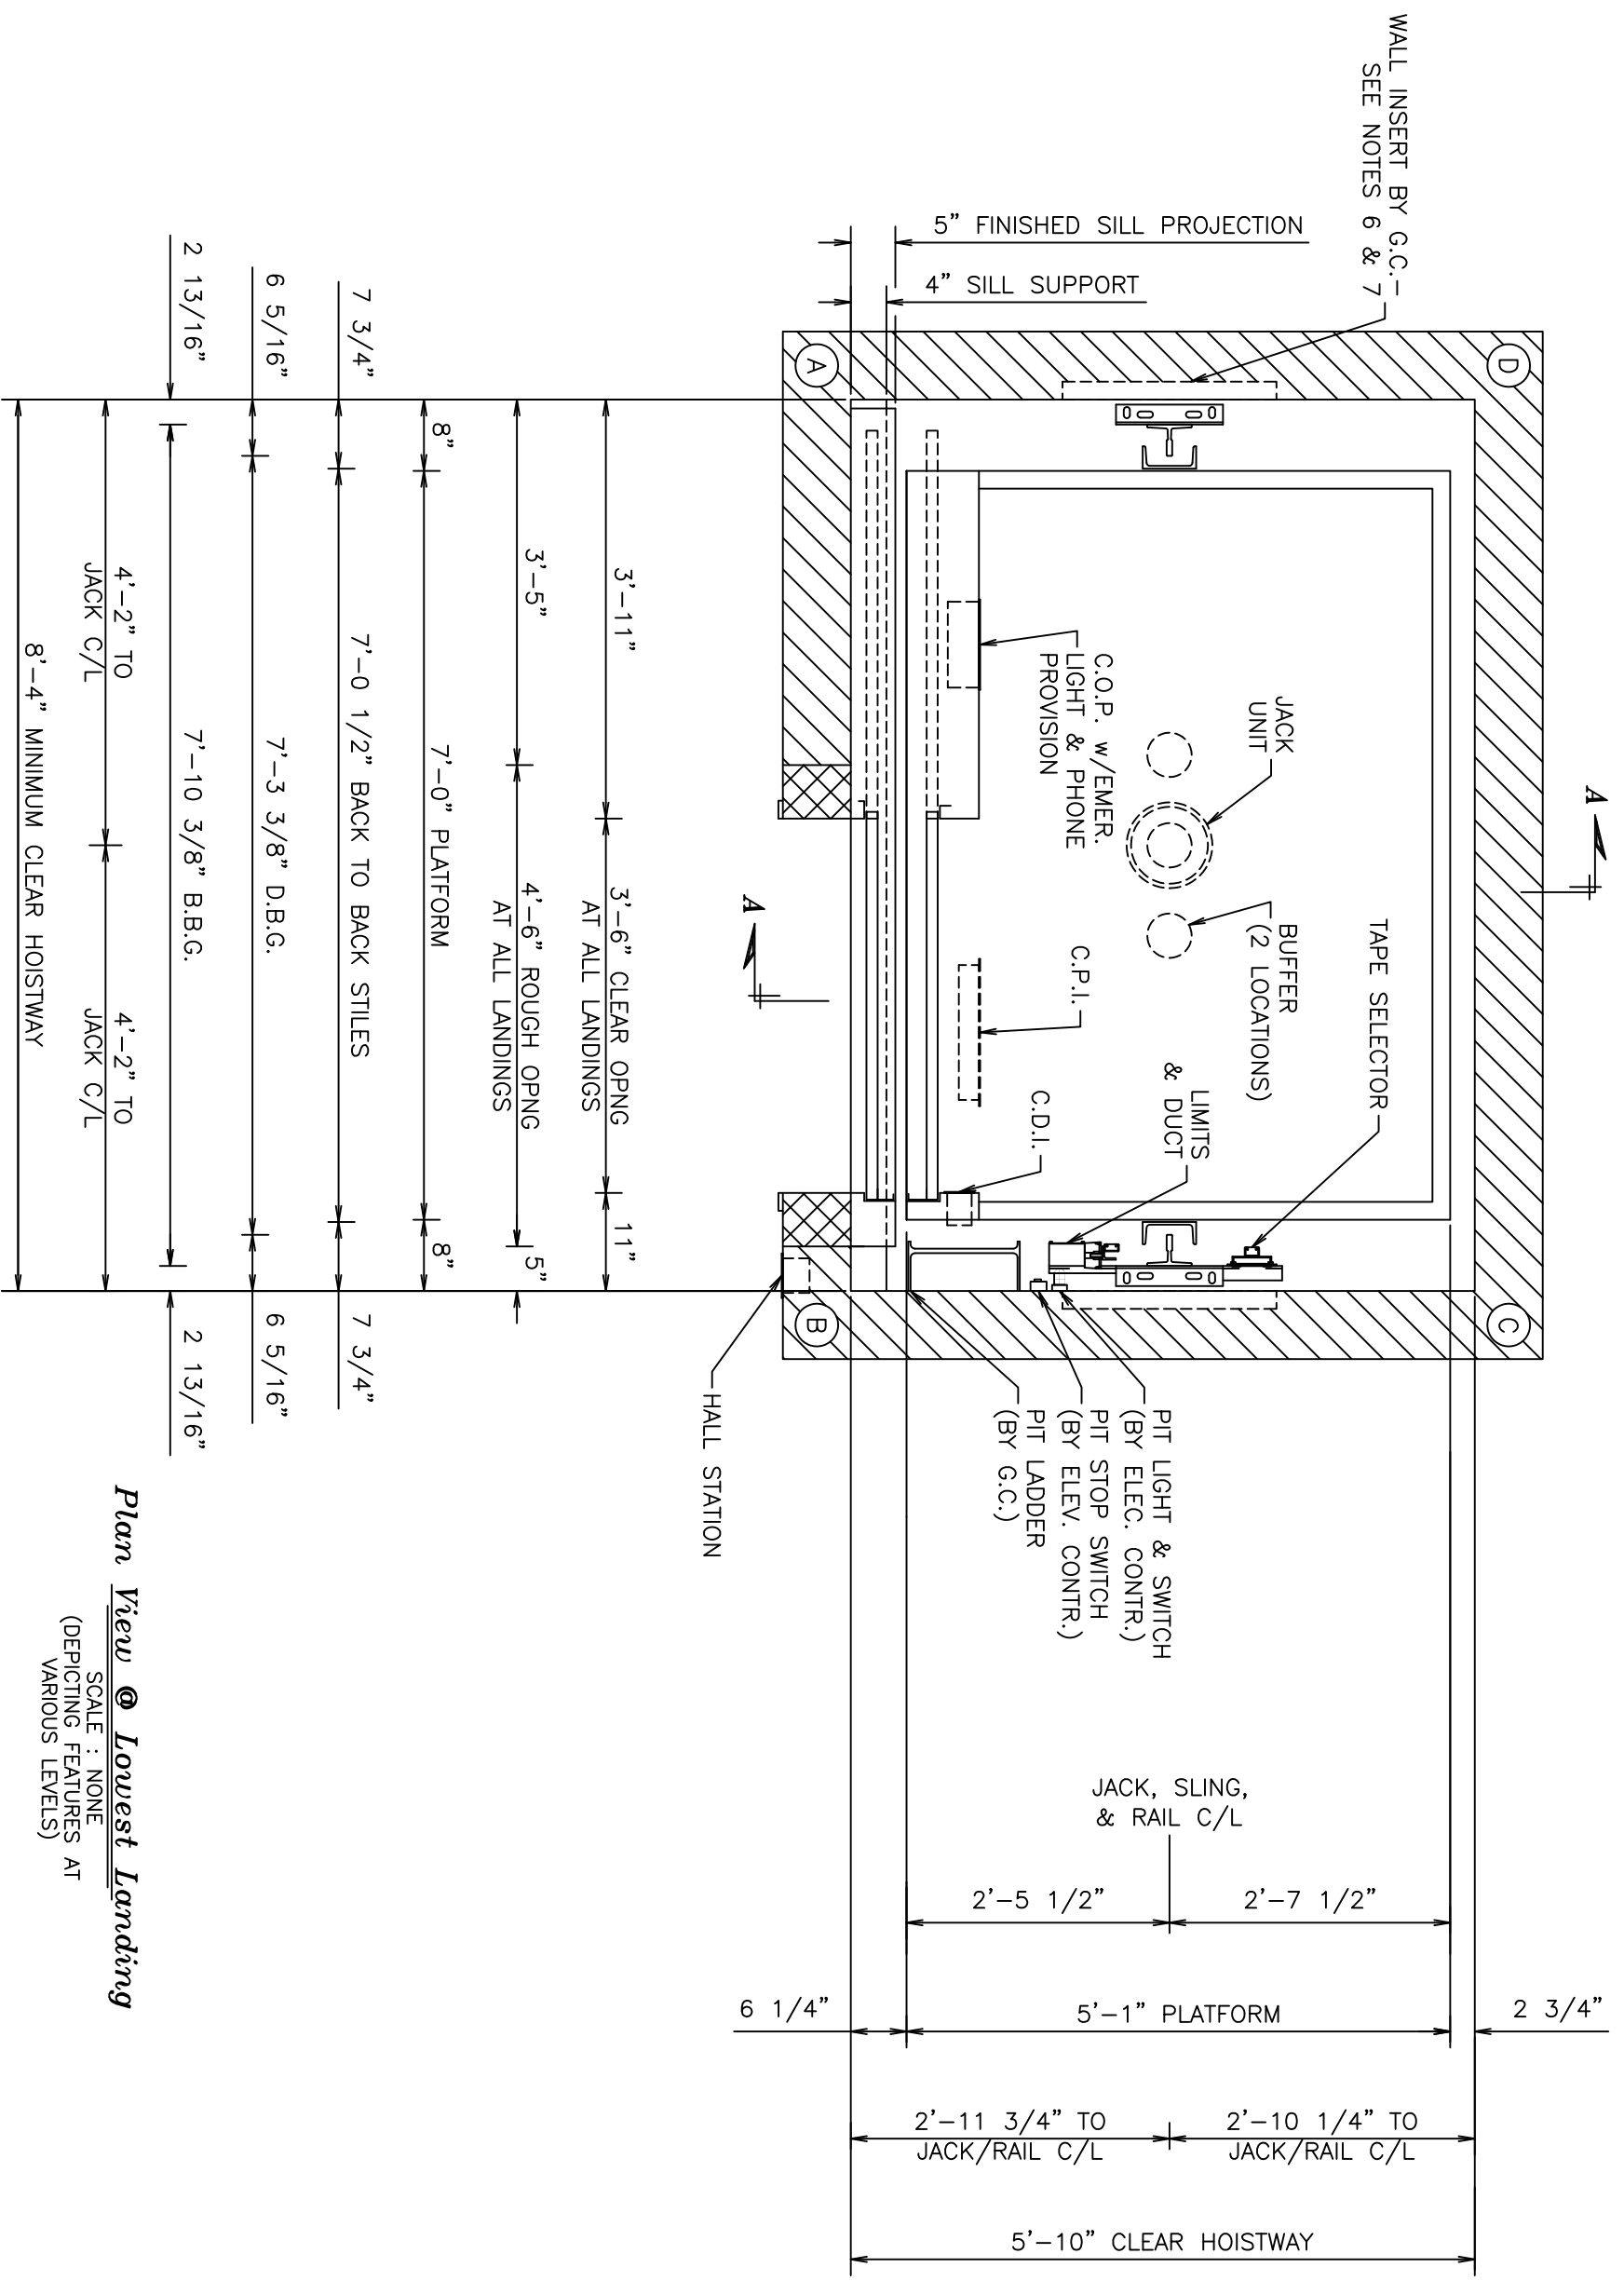 WALL INSERT BY G.C.
SEE NOTES 6 & 7
5" FINISHED SILL PROJECTION
4" SILL SUPPORT
D
A
C
B
A
A
JACK
UNIT
BUFFER
(2 LOCATIONS)
TAPE SELECTOR
C.O.P. w/EMER.
LIGHT & PHONE
PROVISION
C.P.I.
C.D.I.
LIMITS
& DUCT
PIT LIGHT & SWITCH
(BY ELEC. CONTR.)
PIT STOP SWITCH
(BY ELEV. CONTR.)
PIT LADDER
(BY G.C.)
HALL STATION
3'-11"
3'-6" CLEAR OPNG
AT ALL LANDINGS
11"
3'-5"
4'-6" ROUGH OPNG
AT ALL LANDINGS
5"
8"
7'-0" PLATFORM
8"
7 3/4"
7'-0 1/2" BACK TO BACK STILES
7 3/4"
6 5/16"
7'-3 3/8" D.B.G.
6 5/16"
2 13/16"
7'-10 3/8" B.B.G.
2 13/16"
4'-2" TO
JACK C/L
4'-2" TO
JACK C/L
8'-4" MINIMUM CLEAR HOISTWAY
JACK, SLING,
& RAIL C/L
2'-5 1/2"
2'-7 1/2"
6 1/4"
5'-1" PLATFORM
2 3/4"
2'-11 3/4" TO
JACK/RAIL C/L
2'-10 1/4" TO
JACK/RAIL C/L
5'-10" CLEAR HOISTWAY
Plan View @ Lowest Landing
SCALE : NONE
(DEPICTING FEATURES AT
VARIOUS LEVELS)